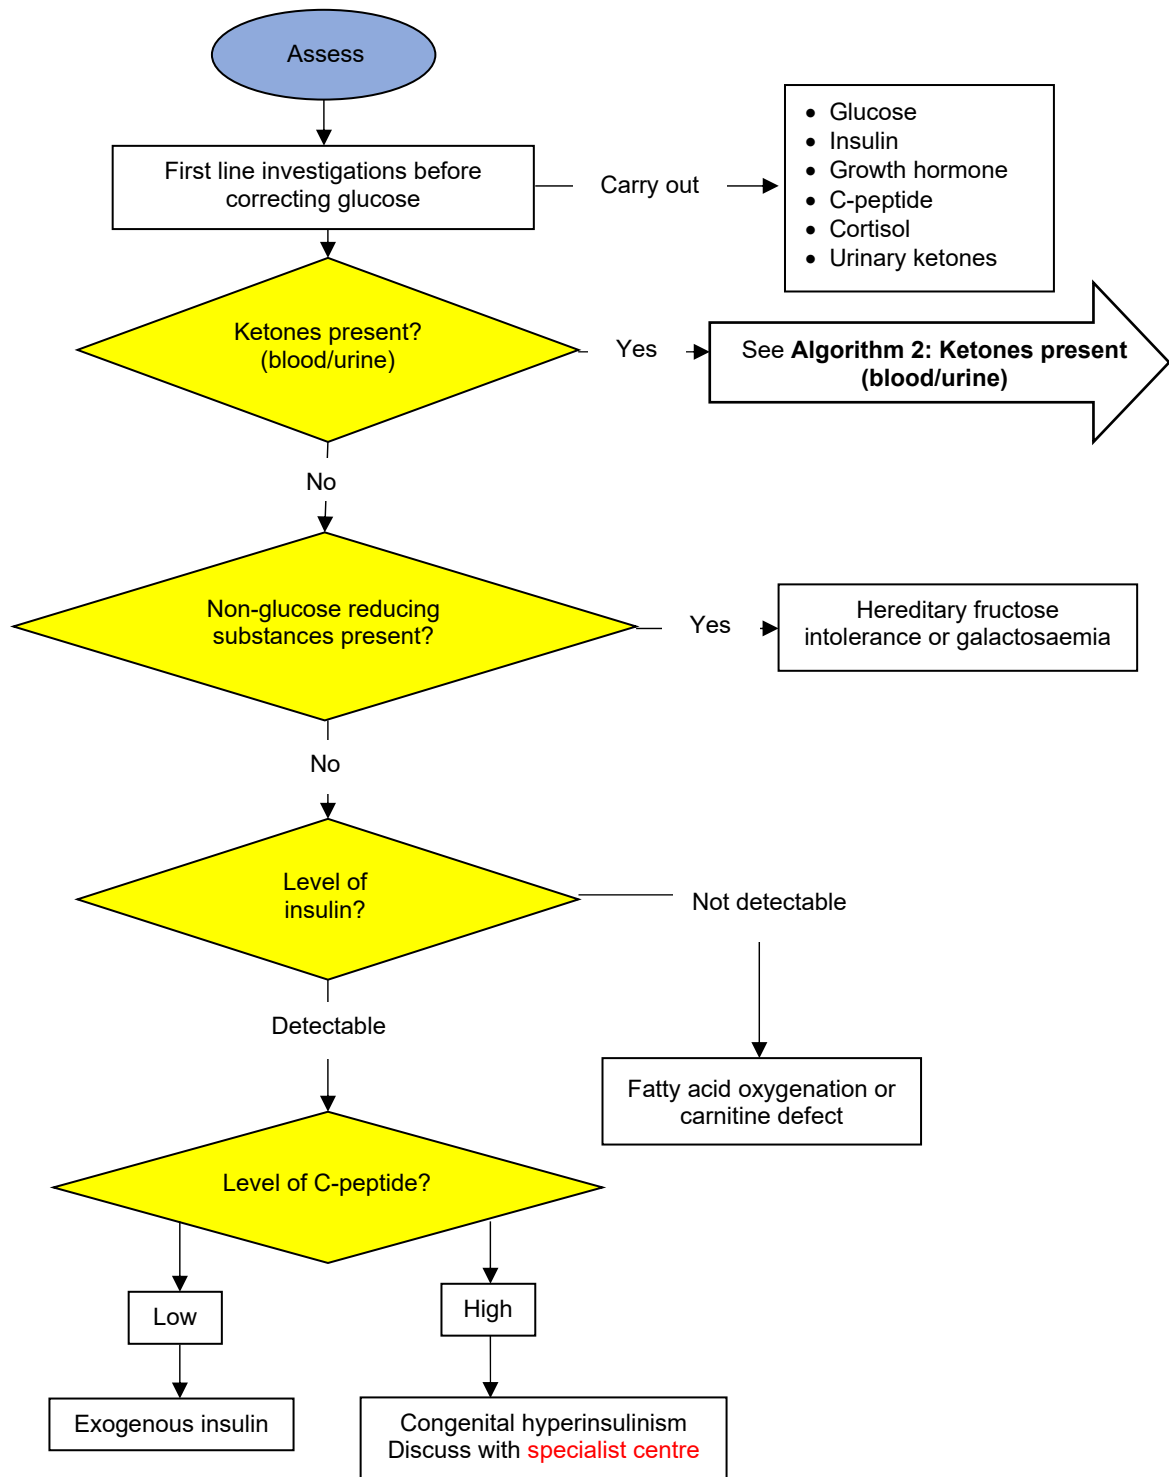 Assess
First line investigations before
correcting glucose
Carry out
• Glucose
• Insulin
• Growth hormone
• C-peptide
• Cortisol
• Urinary ketones
Ketones present?
(blood/urine)
Yes
See Algorithm 2: Ketones present
(blood/urine)
No
Non-glucose reducing
substances present?
Yes
Hereditary fructose
intolerance or galactosaemia
No
Level of
insulin?
Not detectable
Detectable
Fatty acid oxygenation or
carnitine defect
Level of C-peptide?
Low
High
Exogenous insulin
Congenital hyperinsulinism
Discuss with specialist centre